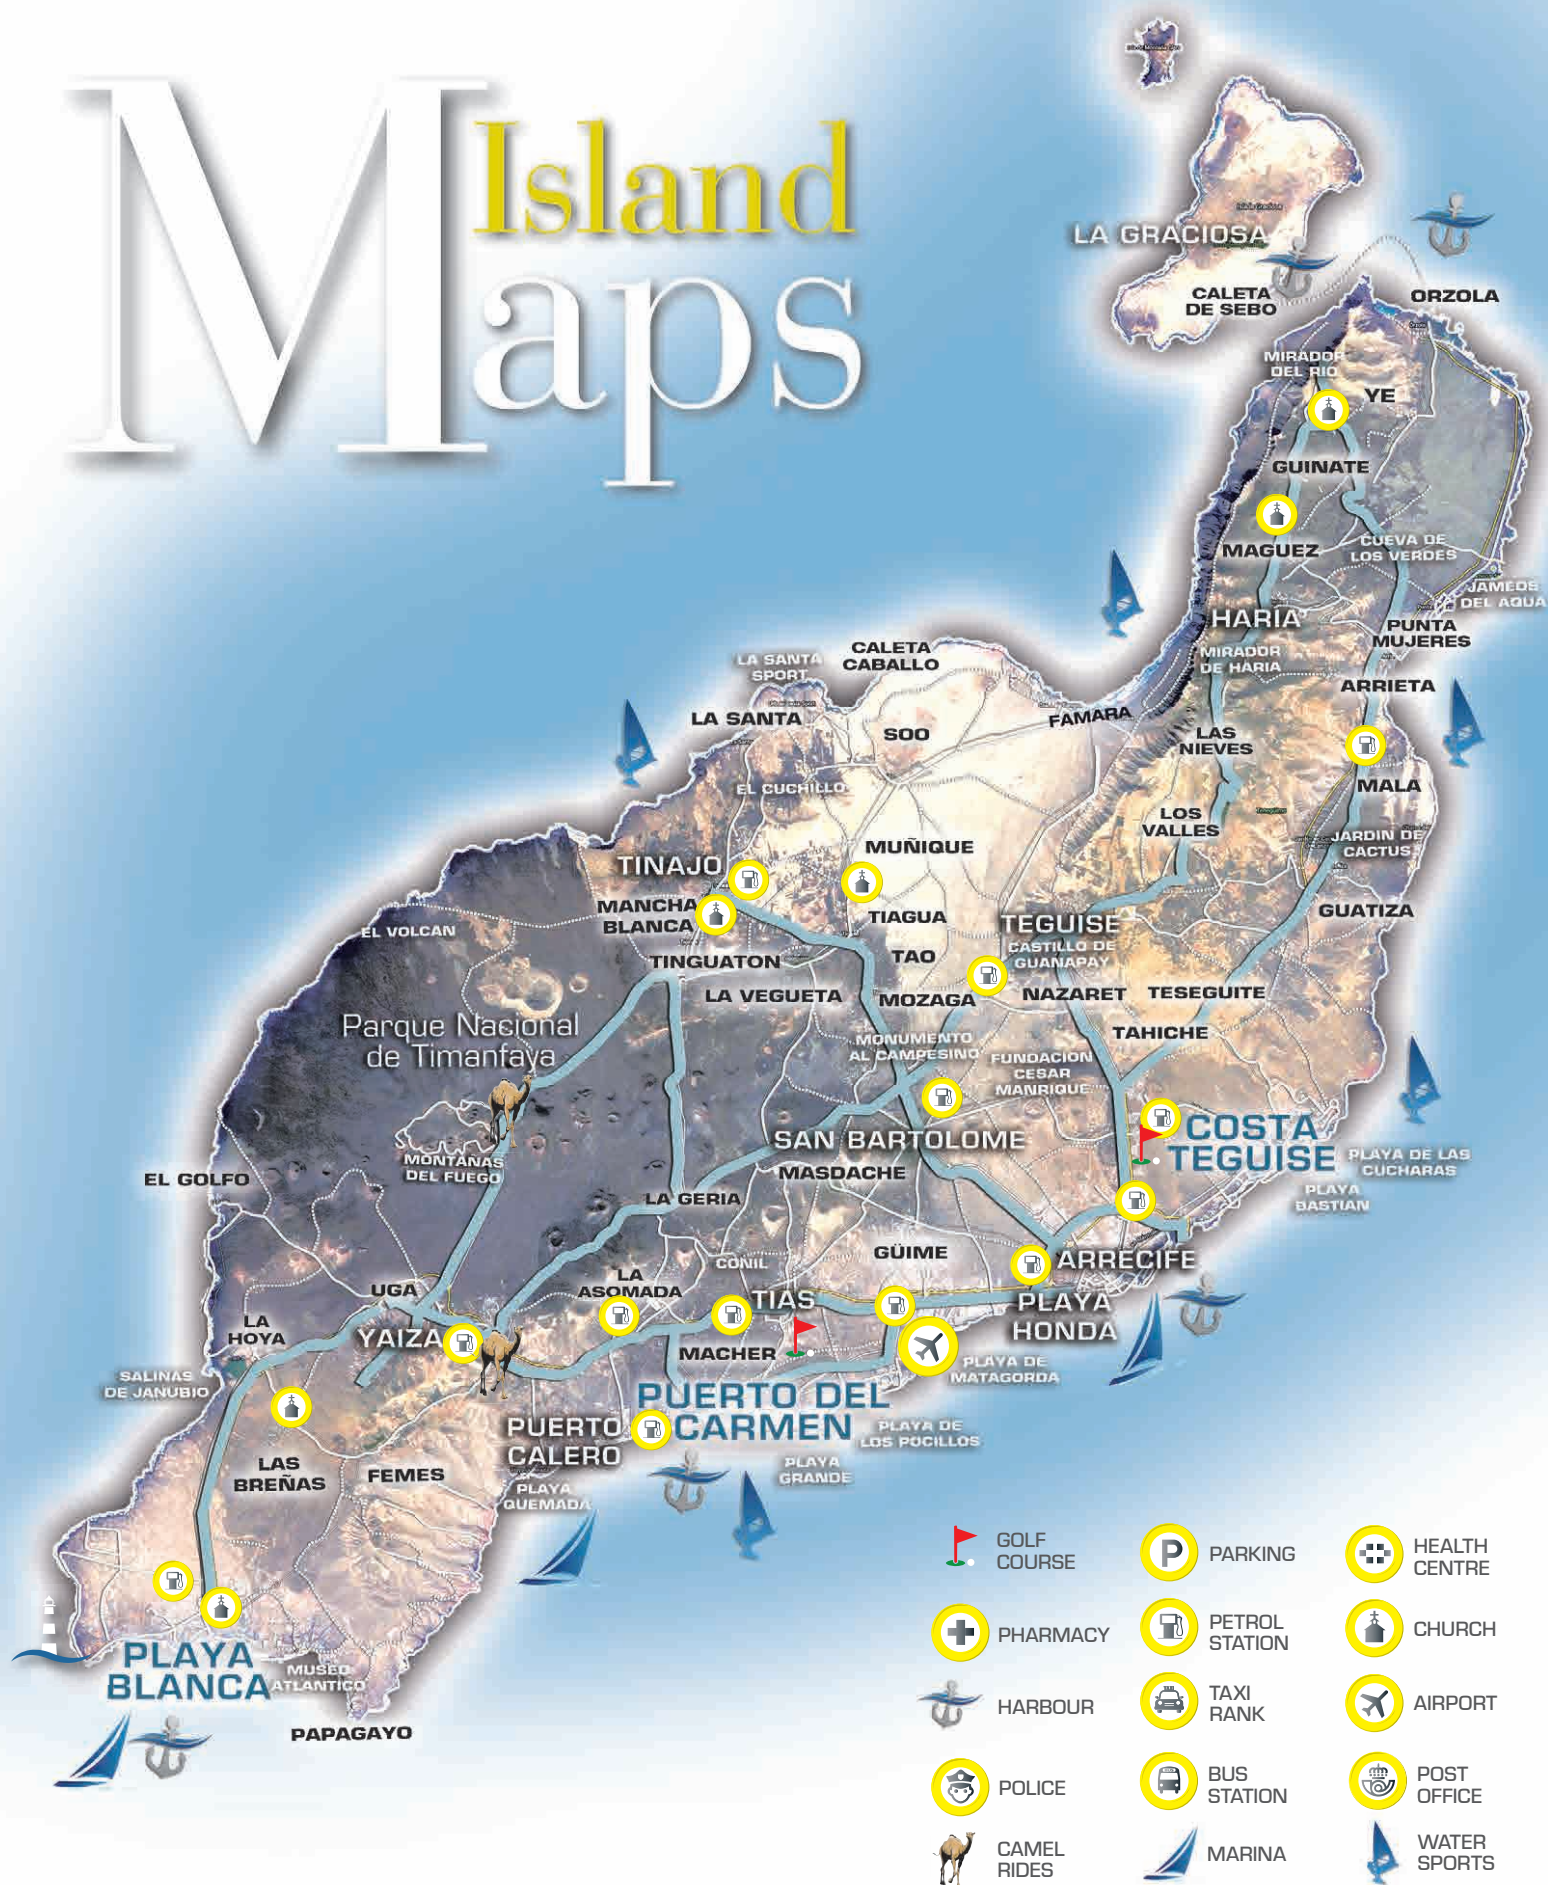 Island
Maps
LA GRACIOSA
CALETA
DE SEBO
ORZOLA
MIRADOR
DEL RIO
YE
GUINATE
MAGUEZ
CUEVA DE
LOS VERDES
JAMEOS
DEL AQUA
HARÍA
PUNTA
MUJERES
MIRADOR
DE HARIA
ARRIETA
CALETA
CABALLO
LA SANTA
SPORT
LA SANTA
FAMARA
SOO
LAS
NIEVES
EL CUCHILLO
MALA
LOS
VALLES
JARDIN DE
CACTUS
MUÑIQUE
TINAJO
MANCHA
BLANCA
TIAGUA
GUATIZA
TEGUISE
EL VOLCAN
CASTILLO DE
GUANAPAY
TAO
TINGUATON
LA VEGUETA
MOZAGA
NAZARET
TESEGUITE
Parque Nacional
de Timanfaya
TAHICHE
MONUMENTO
AL CAMPESINO
FUNDACION
CESAR
MANRIQUE
COSTA
TEGUISE
SAN BARTOLOME
PLAYA DE LAS
CUCHARAS
MONTAÑAS
DEL FUEGO
MASDACHE
EL GOLFO
LA GERIA
PLAYA
BASTIAN
GÜIME
ARRECIFE
CONIL
LA
ASOMADA
UGA
TIAS
PLAYA
HONDA
LA
HOYA
YAIZA
MACHER
PLAYA DE
MATAGORDA
SALINAS
DE JANUBIO
PUERTO DEL
CARMEN
PUERTO
CALERO
PLAYA DE
LOS POCILLOS
LAS
BREÑAS
FEMES
PLAYA
GRANDE
PLAYA
QUEMADA
PLAYA
BLANCA
MUSEO
ATLANTICO
PAPAGAYO
GOLF
COURSE
P
PARKING
HEALTH
CENTRE
PHARMACY
PETROL
STATION
CHURCH
HARBOUR
TAXI
RANK
AIRPORT
POLICE
BUS
STATION
POST
OFFICE
CAMEL
RIDES
MARINA
WATER
SPORTS